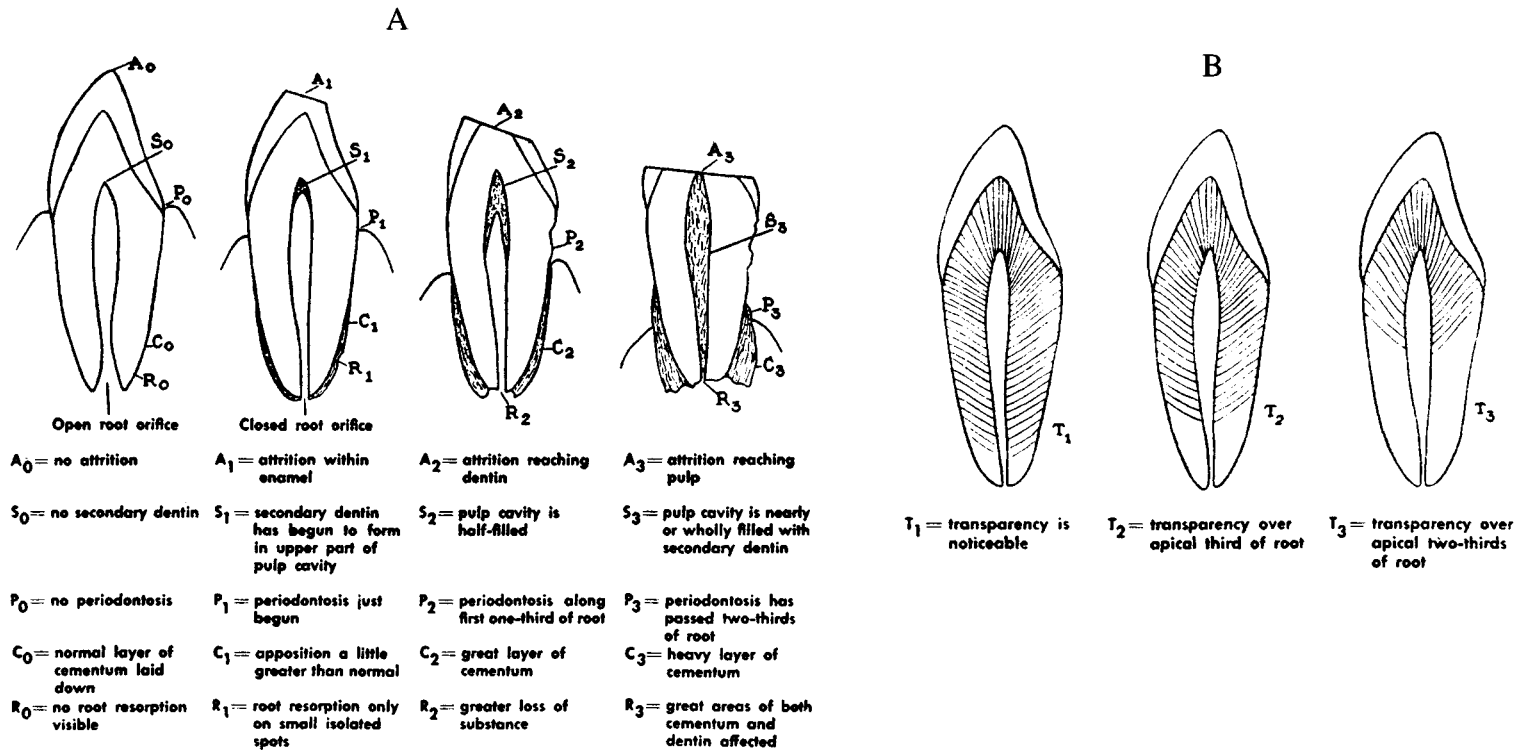 A
B
A0
S0
P0
C0
R0
Open root orifice
A1
S1
P1
C1
R1
Closed root orifice
A2
S2
P2
C2
R2
A3
S3
P3
C3
R3
A0= no attrition
A1= attrition within
enamel
A2= attrition reaching
dentin
A3= attrition reaching
pulp
S0= no secondary dentin
S1= secondary dentin
has begun to form
in upper part of
pulp cavity
S2= pulp cavity is
half-filled
S3= pulp cavity is nearly
or wholly filled with
secondary dentin
P0= no periodontosis
P1= periodontosis just
begun
P2= periodontosis along
first one-third of root
P3= periodontosis has
passed two-thirds
of root
C0= normal layer of
cementum laid
down
C1= apposition a little
greater than normal
C2= great layer of
cementum
C3= heavy layer of
cementum
R0= no root resorption
visible
R1= root resorption only
on small isolated
spots
R2= greater loss of
substance
R3= great areas of both
cementum and
dentin affected
T1
T2
T3
T1= transparency is
noticeable
T2= transparency over
apical third of root
T3= transparency over
apical two-thirds
of root